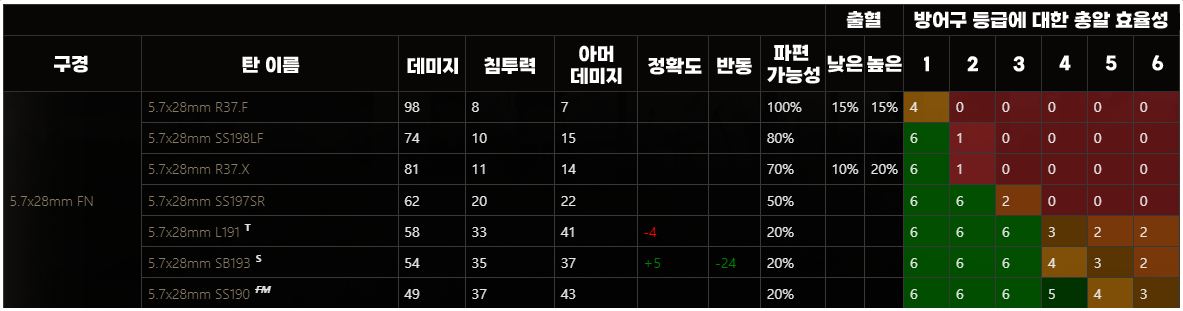 출혈 방어구 등급에 대한 총알 효율성
구경 탄 이름 데미지 침투력 아머 데미지 정확도 반동 파편 가능성 낮은 높은 1 2 3 4 5 6
5.7x28mm R37.F 98 8 7 100% 15% 15% 4 0 0 0 0 0
5.7x28mm SS198LF 74 10 15 80% 6 1 0 0 0 0
5.7x28mm R37.X 81 11 14 70% 10% 20% 6 1 0 0 0 0
5.7x28mm FN 5.7x28mm SS197SR 62 20 22 50% 6 6 2 0 0 0
5.7x28mm L191 T 58 33 41 -4 20% 6 6 6 3 2 2
5.7x28mm SB193 S 54 35 37 +5 -24 20% 6 6 6 4 3 2
5.7x28mm SS190 FM 49 37 43 20% 6 6 6 5 4 3